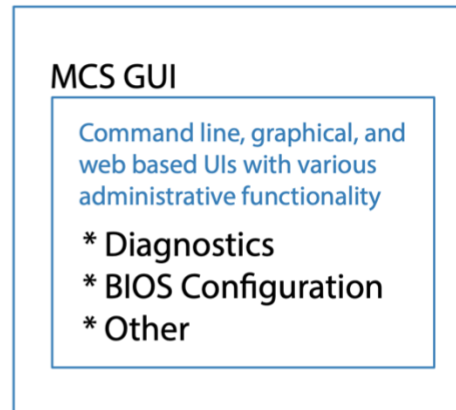 MCS GUI
Command line, graphical, and
web based UIs with various
administrative functionality
* Diagnostics
* BIOS Configuration
* Other